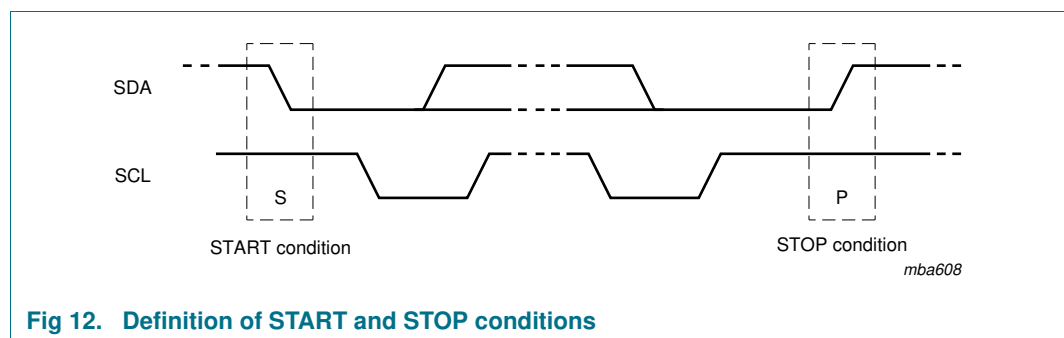 SDA
SCL
S
P
START condition
STOP condition
mba608
Fig 12. Definition of START and STOP conditions